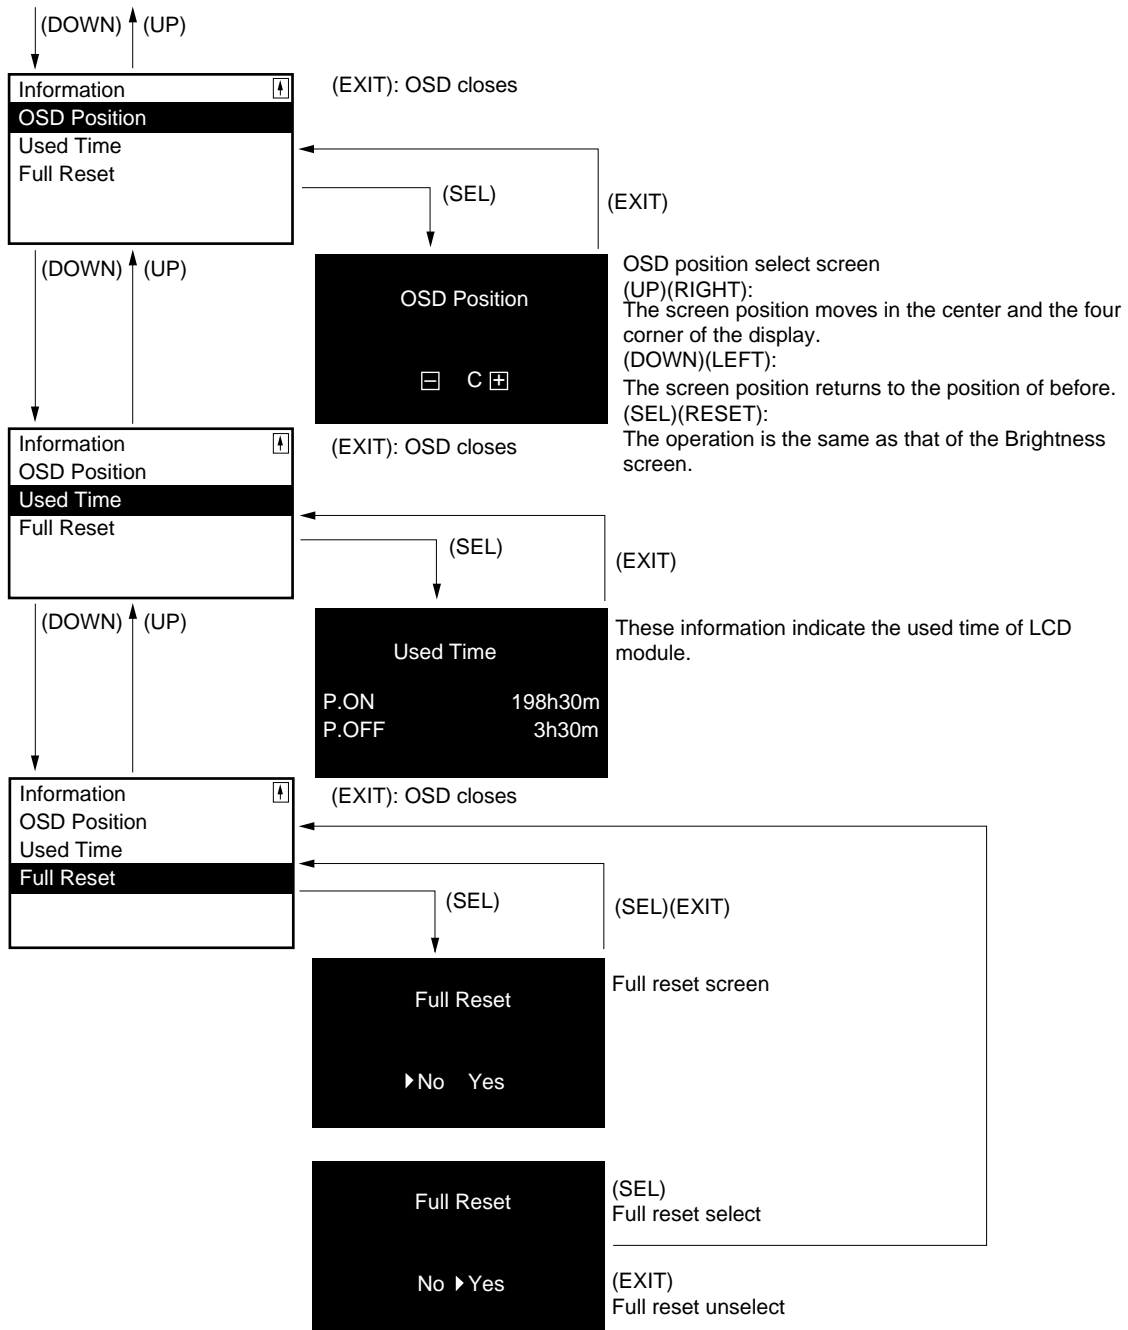 (DOWN) (UP)
Information
OSD Position
Used Time
Full Reset
(EXIT): OSD closes
(SEL)
(EXIT)
(DOWN) (UP)
OSD Position
C
OSD position select screen
(UP)(RIGHT):
The screen position moves in the center and the four
corner of the display.
(DOWN)(LEFT):
The screen position returns to the position of before.
(SEL)(RESET):
The operation is the same as that of the Brightness
screen.
Information
OSD Position
Used Time
Full Reset
(EXIT): OSD closes
(SEL)
(EXIT)
(DOWN) (UP)
Used Time
P.ON 198h30m
P.OFF 3h30m
These information indicate the used time of LCD
module.
Information
OSD Position
Used Time
Full Reset
(EXIT): OSD closes
(SEL)
(SEL)(EXIT)
Full Reset
No Yes
Full reset screen
Full Reset
No Yes
(SEL)
Full reset select
(EXIT)
Full reset unselect